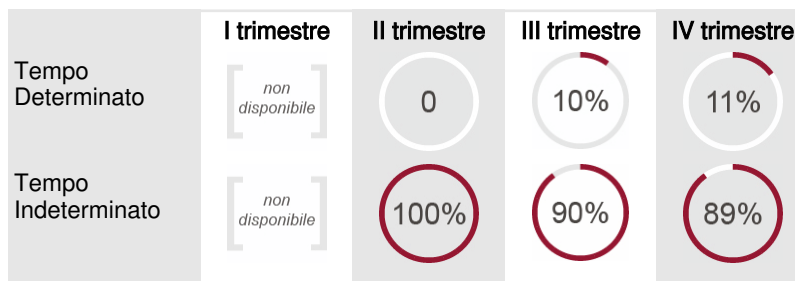 I trimestre II trimestre III trimestre IV trimestre
Tempo
Determinato
non
disponibile
0
10%
11%
Tempo
Indeterminato
non
disponibile
100%
90%
89%